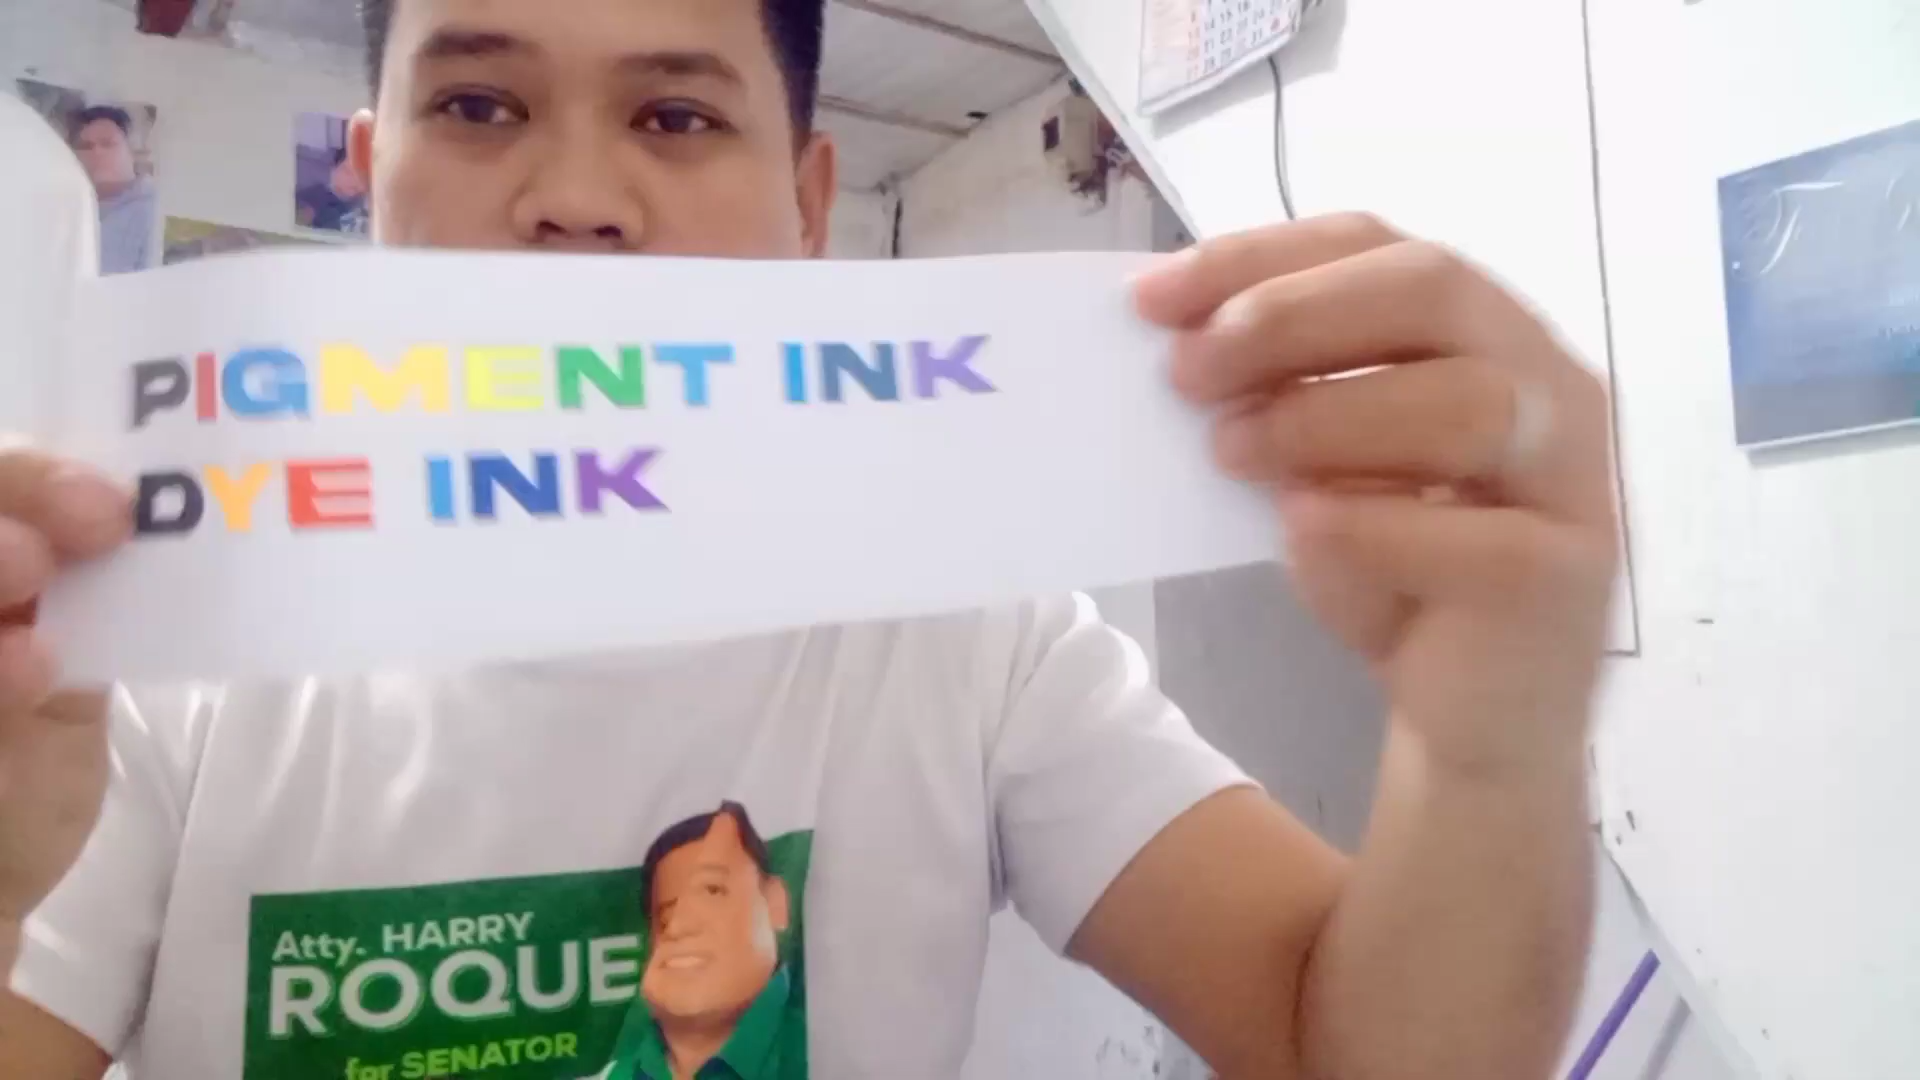 PIGMENT INK
DYE INK
Atty. HARRY
ROQUE
for SENATOR